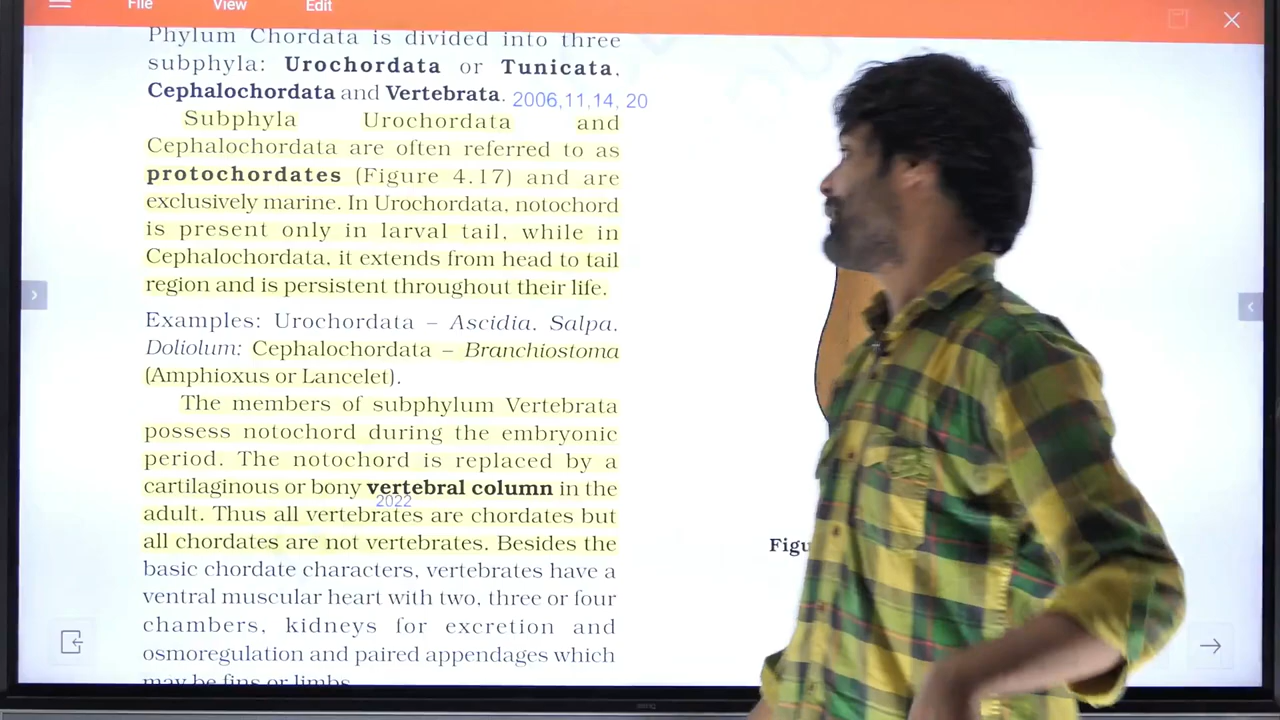 File View Edit
Phylum Chordata is divided into three
subphyla: Urochordata or Tunicata,
Cephalochordata and Vertebrata. 2006,11,14, 20
Subphyla Urochordata and
Cephalochordata are often referred to as
protochordates (Figure 4.17) and are
exclusively marine. In Urochordata, notochord
is present only in larval tail, while in
Cephalochordata, it extends from head to tail
region and is persistent throughout their life.
Examples: Urochordata – Ascidia, Salpa,
Doliolum; Cephalochordata – Branchiostoma
(Amphioxus or Lancelet).
The members of subphylum Vertebrata
possess notochord during the embryonic
period. The notochord is replaced by a
cartilaginous or bony vertebral column in the
2022
adult. Thus all vertebrates are chordates but
all chordates are not vertebrates. Besides the
basic chordate characters, vertebrates have a
ventral muscular heart with two, three or four
chambers, kidneys for excretion and
osmoregulation and paired appendages which
may be fins or limbs.
Figu
BenQ